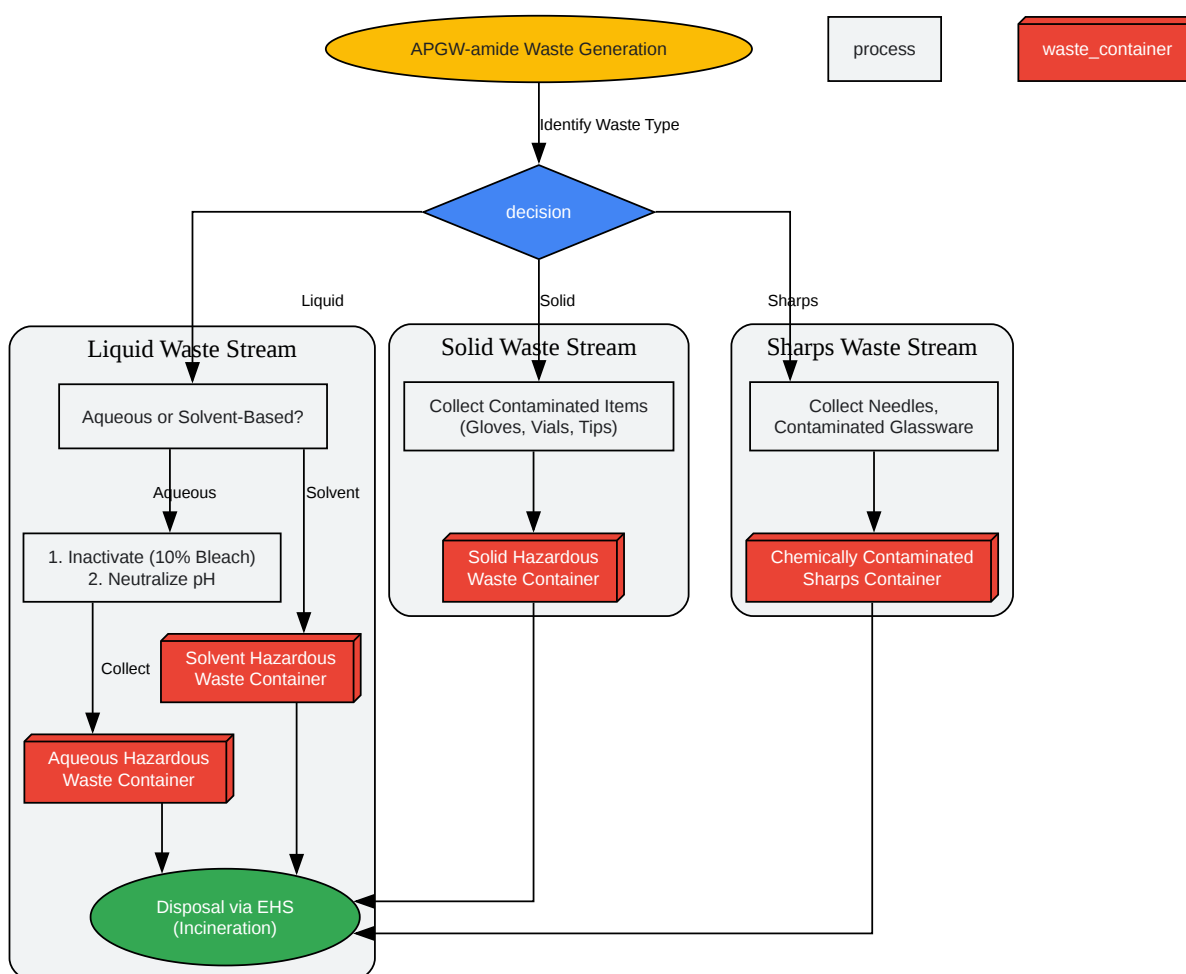 APGW-amide Waste Generation
process
waste_container
Identify Waste Type
decision
Liquid
Solid
Sharps
Liquid Waste Stream
Solid Waste Stream
Sharps Waste Stream
Aqueous or Solvent-Based?
Collect Contaminated Items
(Gloves, Vials, Tips)
Collect Needles,
Contaminated Glassware
Aqueous
Solvent
1. Inactivate (10% Bleach)
2. Neutralize pH
Solid Hazardous
Waste Container
Chemically Contaminated
Sharps Container
Collect
Solvent Hazardous
Waste Container
Aqueous Hazardous
Waste Container
Disposal via EHS
(Incineration)